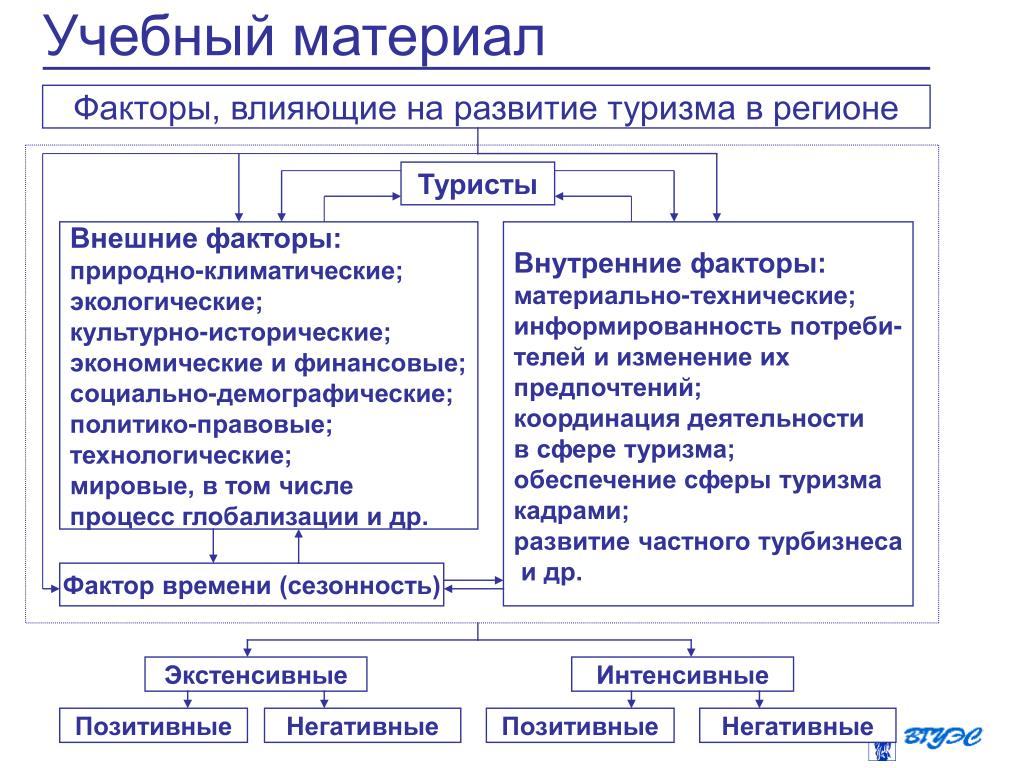 Учебный материал
Факторы, влияющие на развитие туризма в регионе
Туристы
Внешние факторы:
природно-климатические;
экологические;
культурно-исторические;
экономические и финансовые;
социально-демографические;
политико-правовые;
технологические;
мировые, в том числе
процесс глобализации и др.
Внутренние факторы:
материально-технические;
информированность потреби-
телей и изменение их
предпочтений;
координация деятельности
в сфере туризма;
обеспечение сферы туризма
кадрами;
развитие частного турбизнеса
и др.
Фактор времени (сезонность)
Экстенсивные
Интенсивные
Позитивные
Негативные
Позитивные
Негативные
ВГУЭС